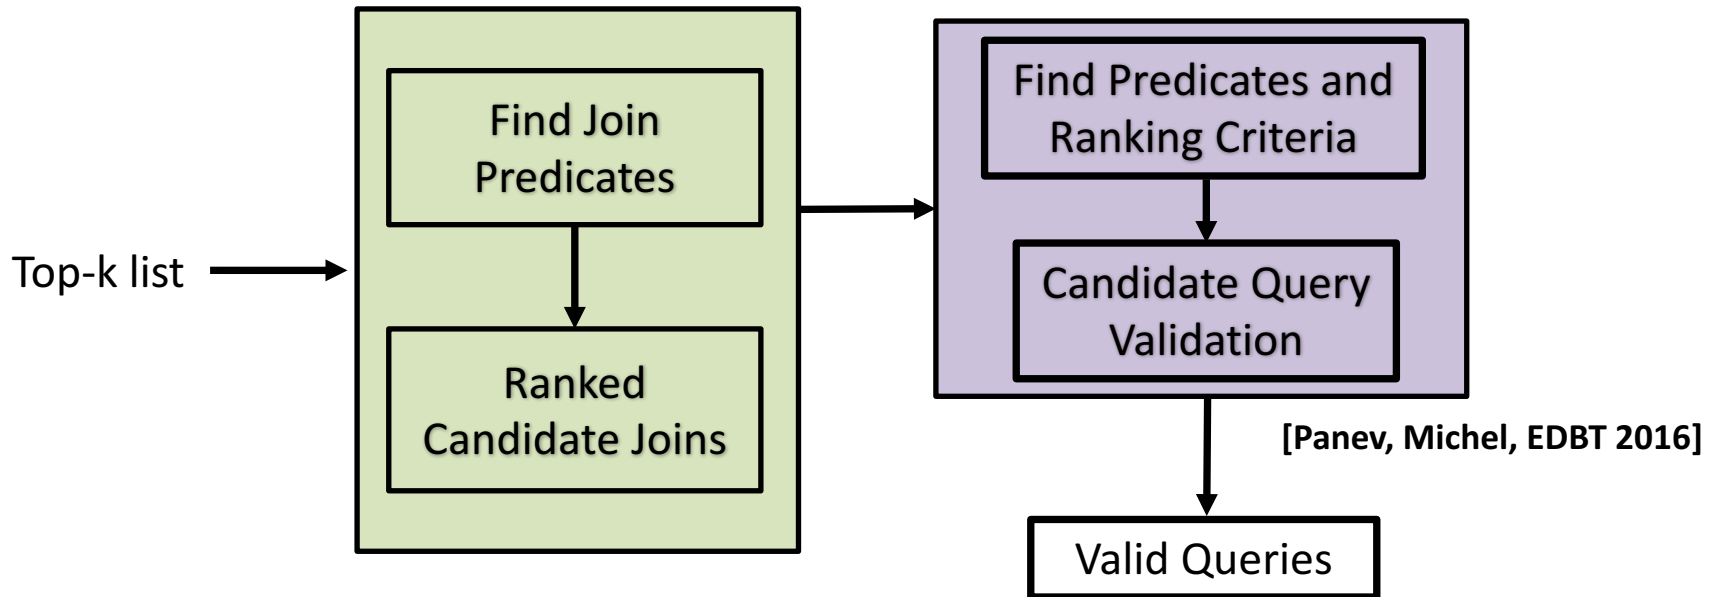 Top-k list
Find Join
Predicates
Ranked
Candidate Joins
Find Predicates and
Ranking Criteria
Candidate Query
Validation
[Panev, Michel, EDBT 2016]
Valid Queries